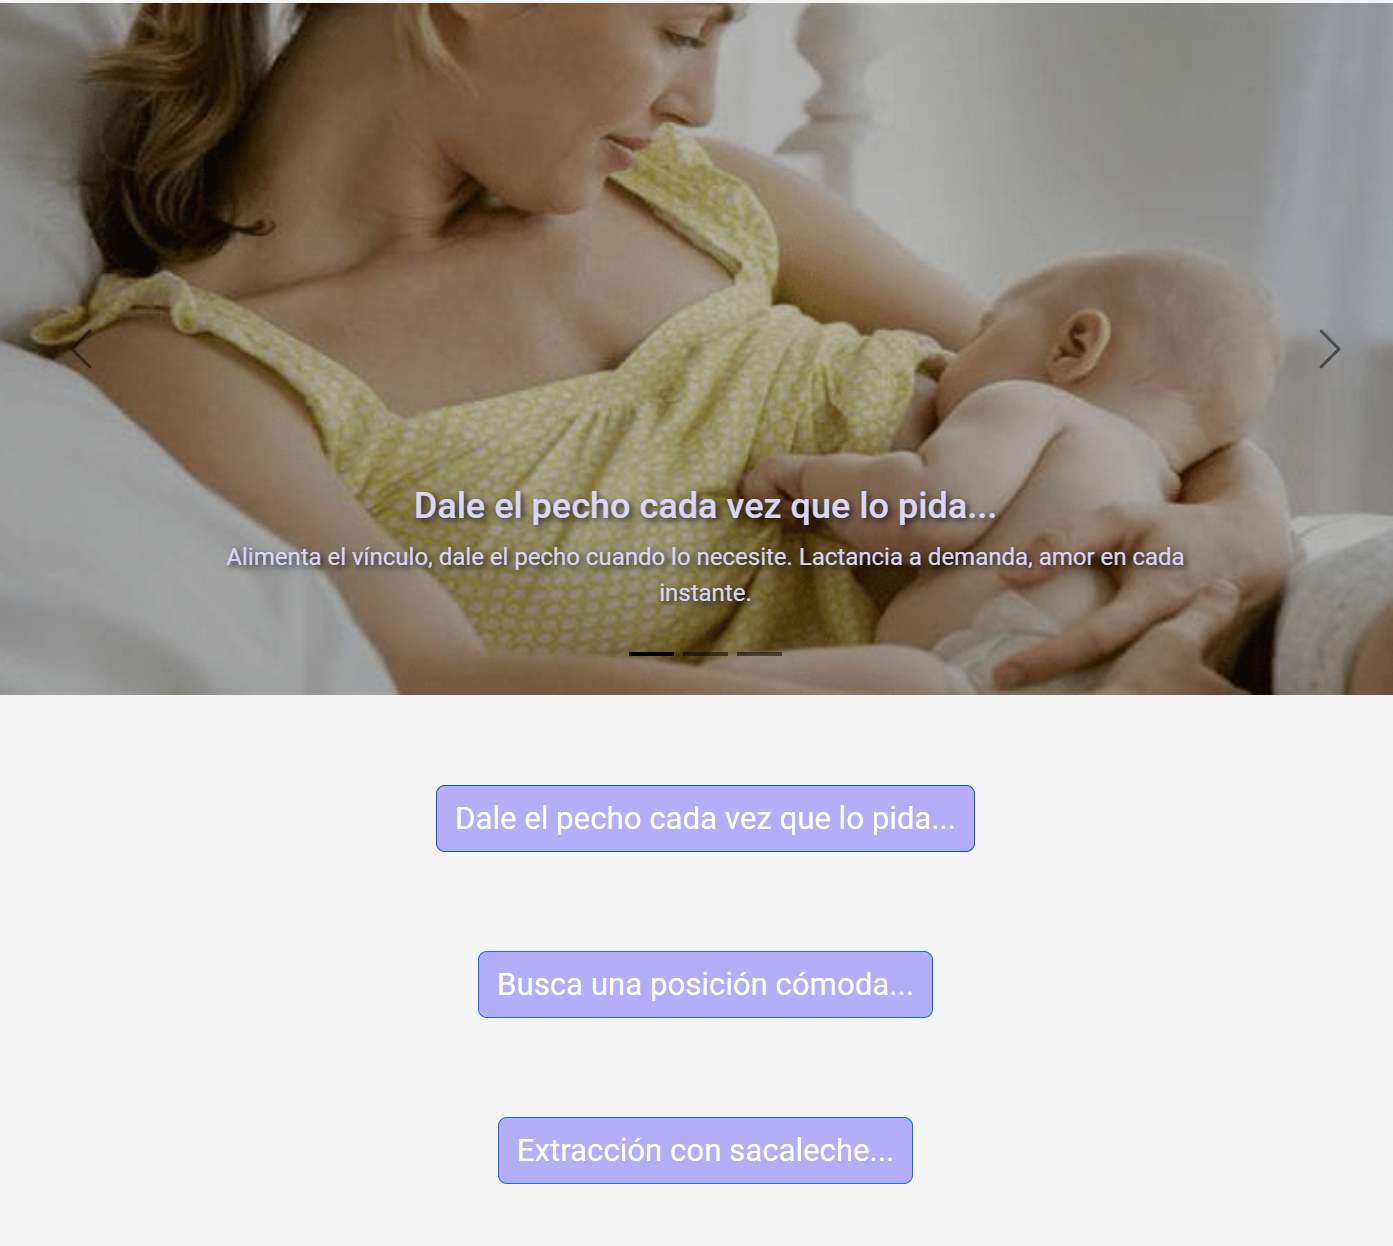 Dale el pecho cada vez que lo pida...
Alimenta el vínculo, dale el pecho cuando lo necesite. Lactancia a demanda, amor en cada
instante.
Dale el pecho cada vez que lo pida...
Busca una posición cómoda...
Extracción con sacaleche...